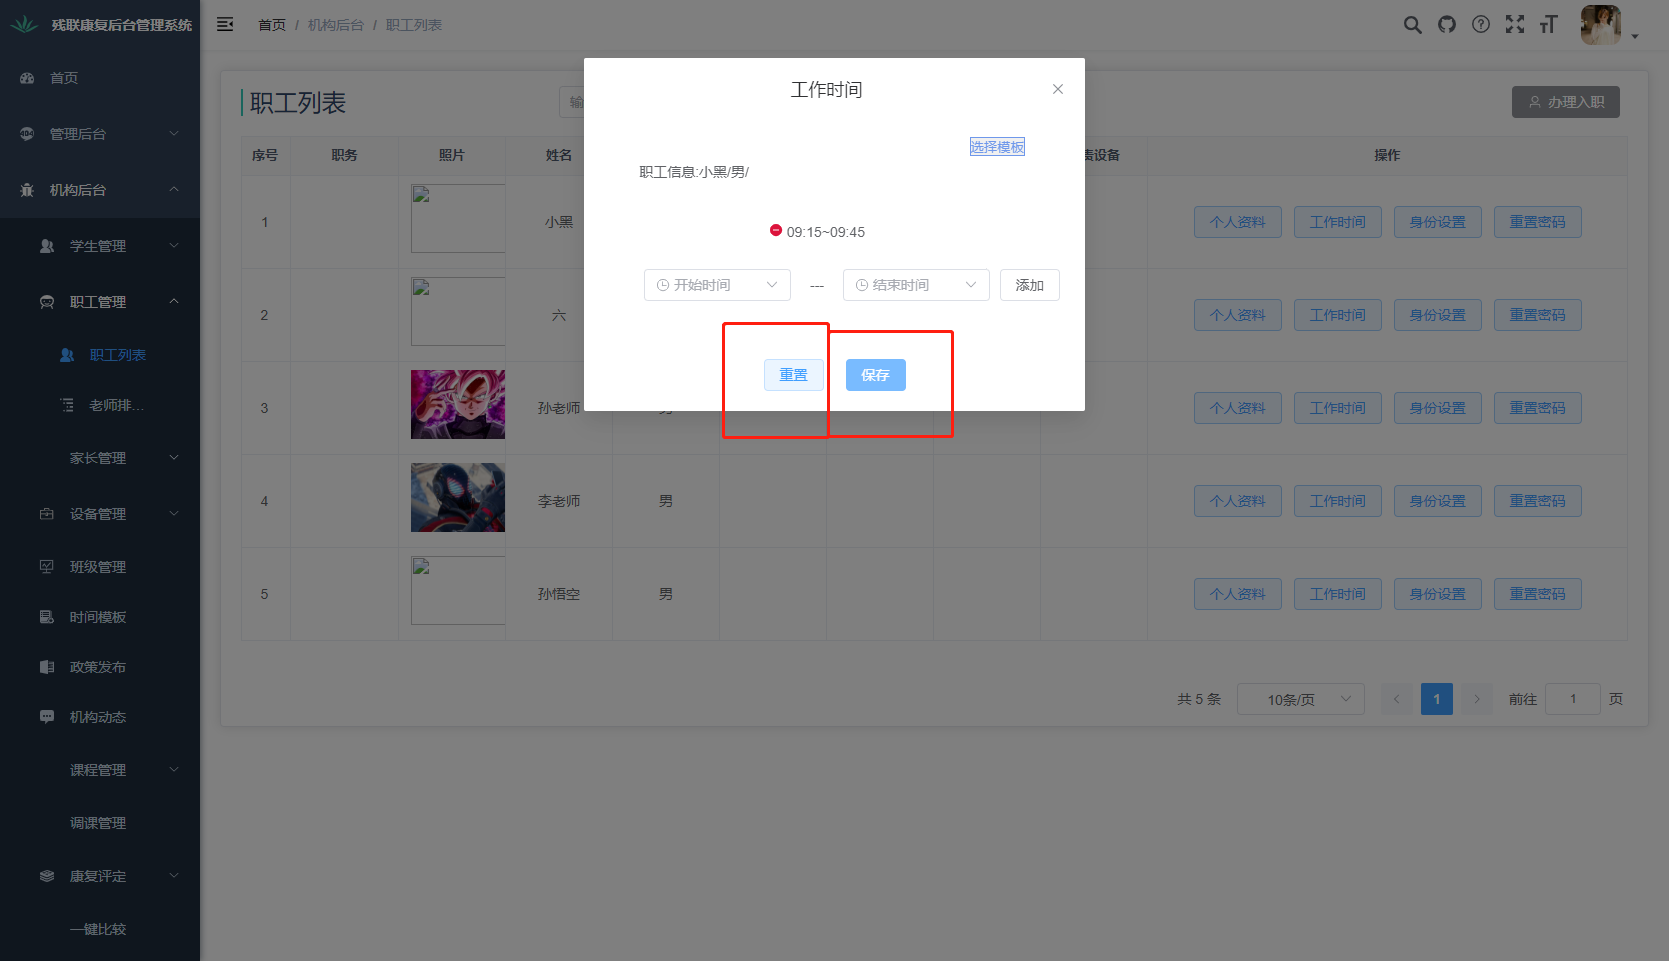 残联康复后台管理系统
首页 / 机构后台 / 职工列表
首页
管理后台
机构后台
学生管理
职工管理
职工列表
老师排...
家长管理
设备管理
班级管理
时间模板
政策发布
机构动态
课程管理
调课管理
康复评定
一键比较
职工列表
输
办理入职
序号 职务 照片 姓名 责设备 操作
1 小黑 个人资料 工作时间 身份设置 重置密码
2 六 个人资料 工作时间 身份设置 重置密码
3 孙老师 男 个人资料 工作时间 身份设置 重置密码
4 李老师 男 个人资料 工作时间 身份设置 重置密码
5 孙悟空 男 个人资料 工作时间 身份设置 重置密码
共 5 条 10条/页 1 前往 1 页
工作时间
选择模板
职工信息:小黑/男/
09:15~09:45
开始时间 --- 结束时间 添加
重置 保存